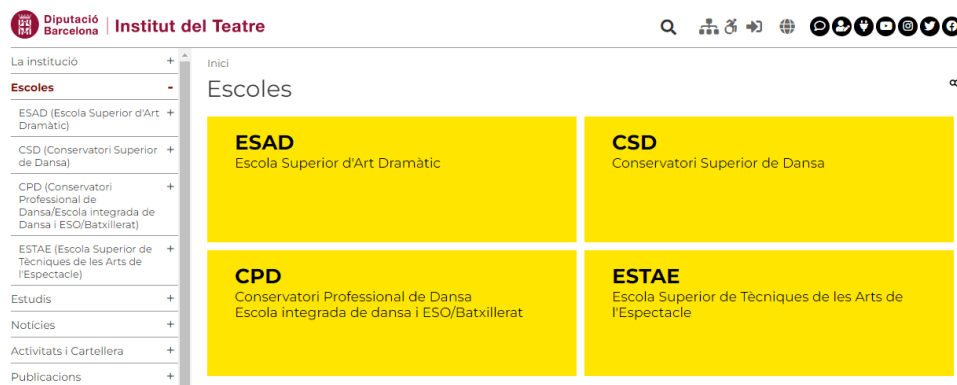 Diputació
Barcelona
Institut del Teatre
La institució +
Escoles -
ESAD (Escola Superior d'Art +
Dramàtic)
CSD (Conservatori Superior +
de Dansa)
CPD (Conservatori +
Professional de
Dansa/Escola integrada de
Dansa i ESO/Batxillerat)
ESTAE (Escola Superior de +
Tècniques de les Arts de
l'Espectacle)
Estudis +
Notícies +
Activitats i Cartellera +
Publicacions +
Inici
Escoles
ESAD
Escola Superior d'Art Dramàtic
CSD
Conservatori Superior de Dansa
CPD
Conservatori Professional de Dansa
Escola integrada de dansa i ESO/Batxillerat
ESTAE
Escola Superior de Tècniques de les Arts de
l'Espectacle